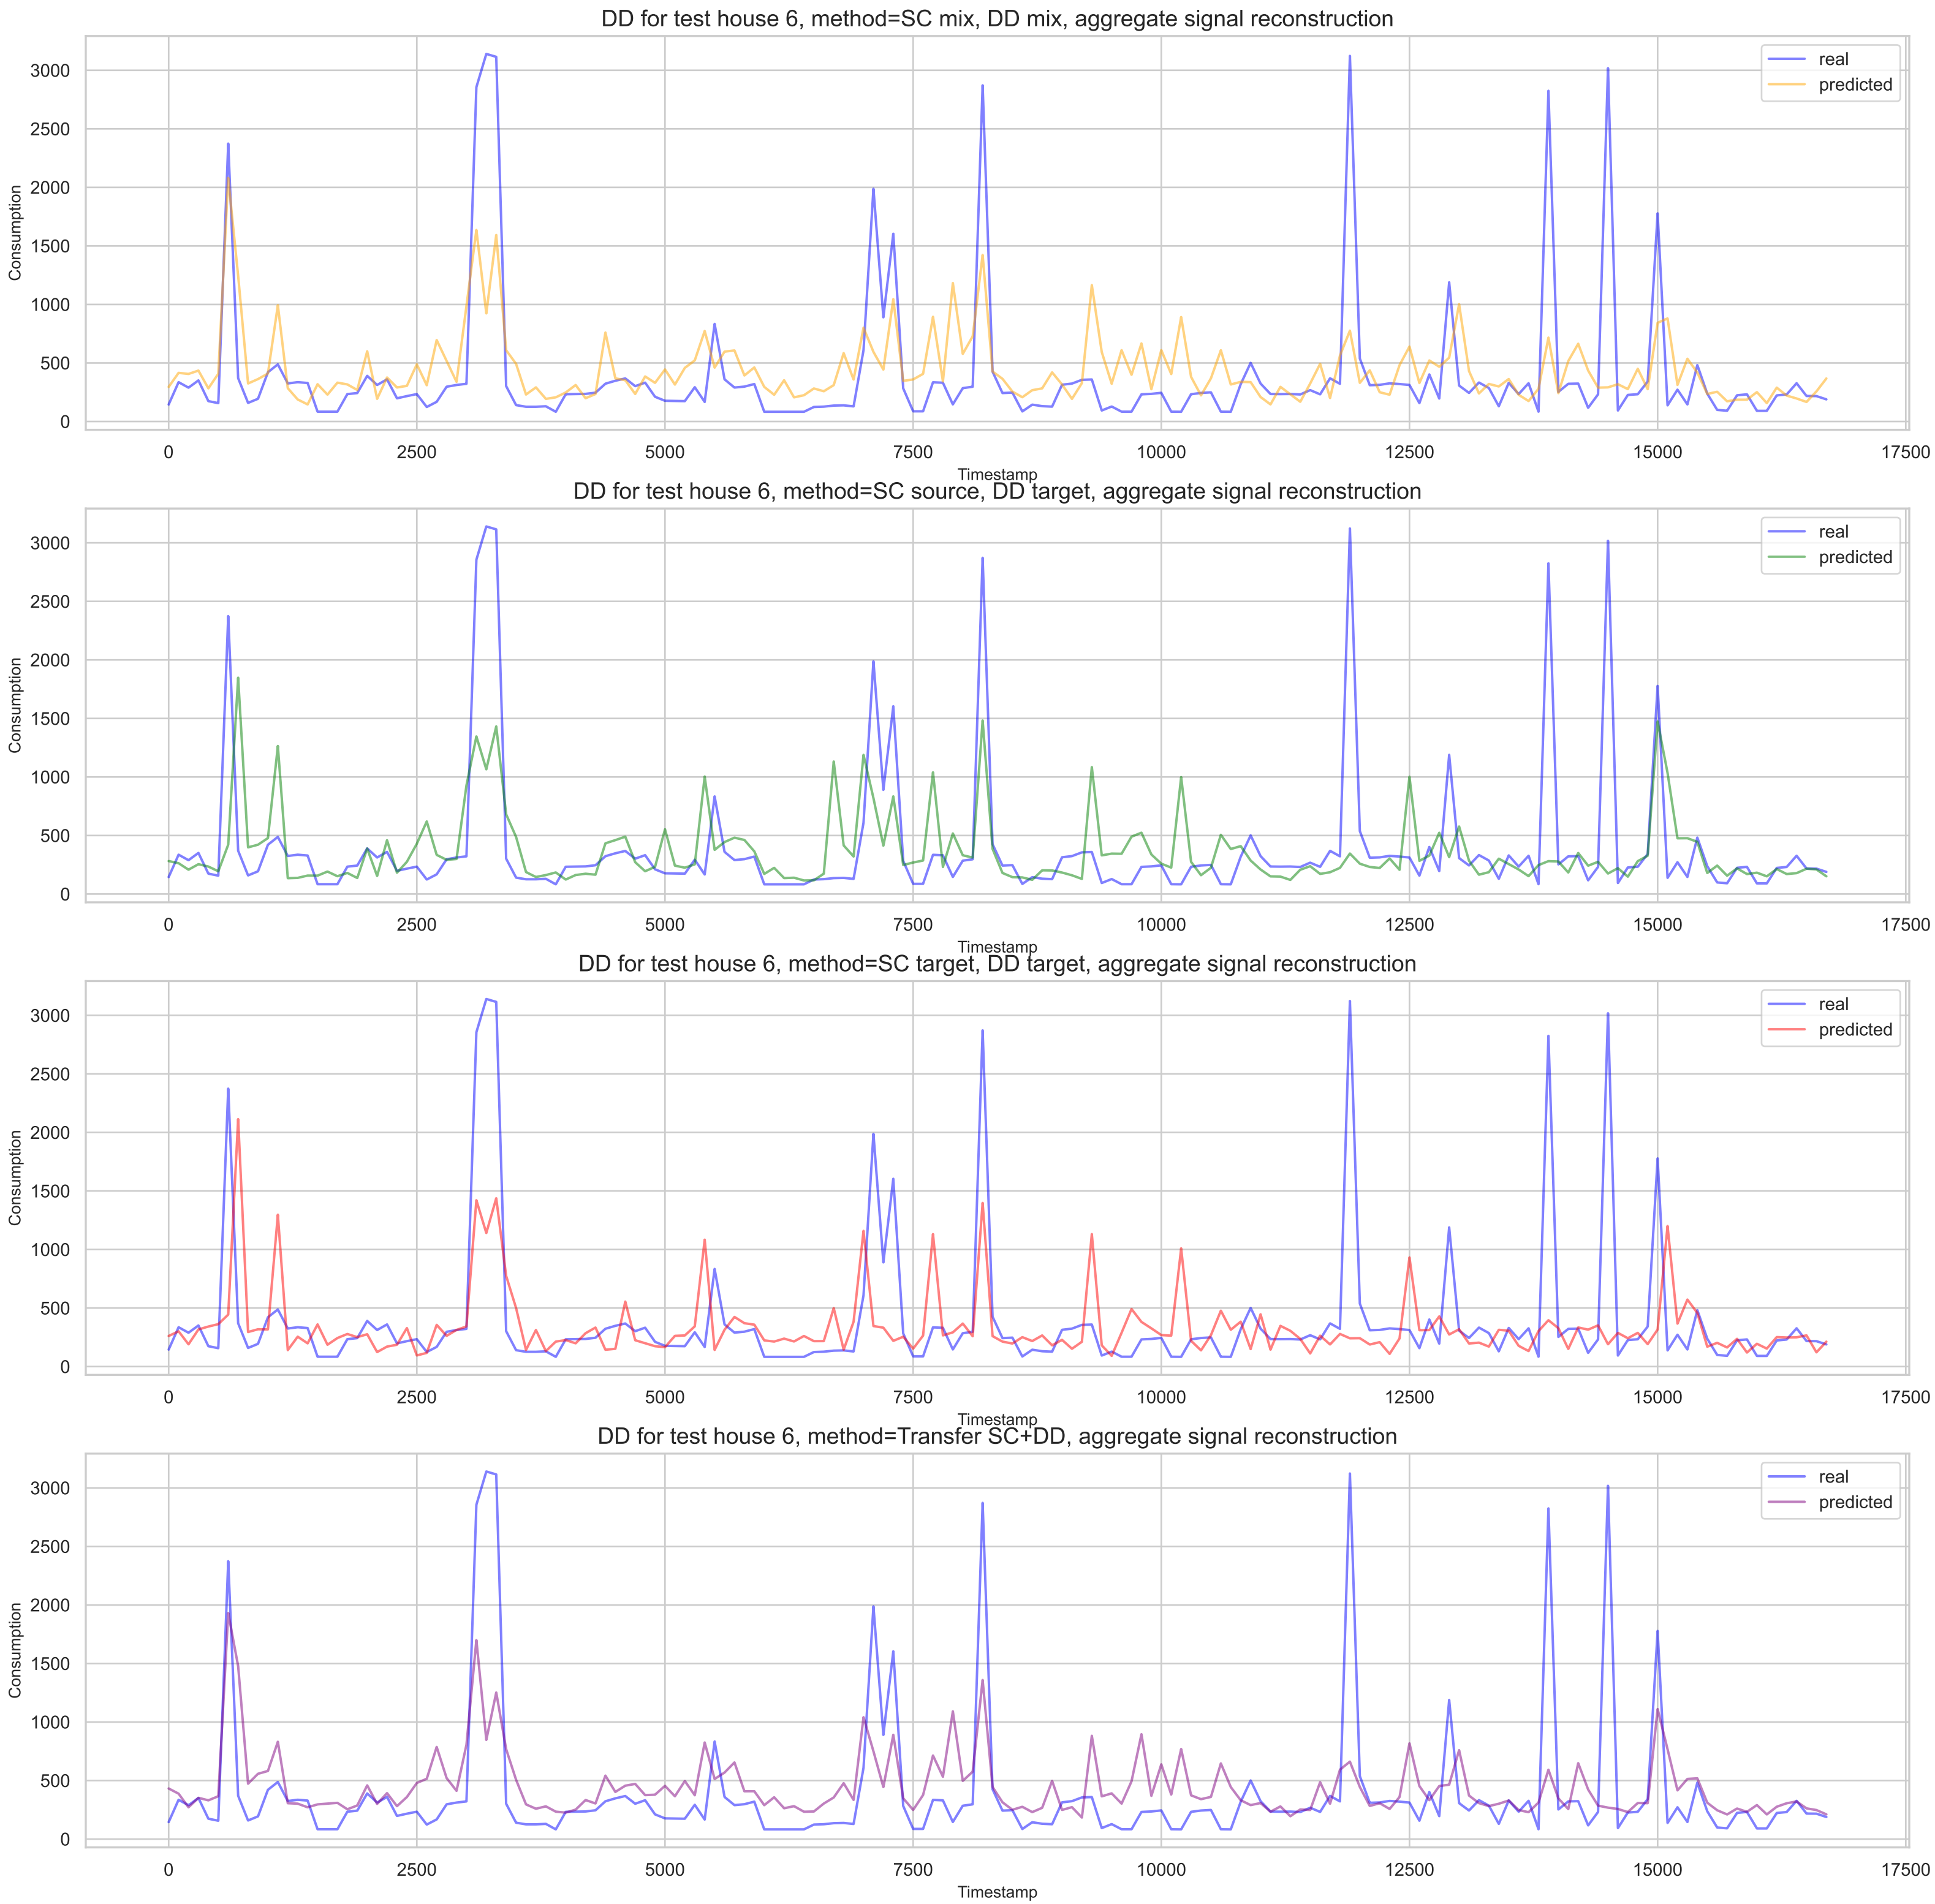 DD for test house 6, method=SC mix, DD mix, aggregate signal reconstruction
real
predicted
3000
2500
2000
1500
1000
500
0
Consumption
0 2500 5000 7500 10000 12500 15000 17500
Timestamp
DD for test house 6, method=SC source, DD target, aggregate signal reconstruction
real
predicted
3000
2500
2000
1500
1000
500
0
Consumption
0 2500 5000 7500 10000 12500 15000 17500
Timestamp
DD for test house 6, method=SC target, DD target, aggregate signal reconstruction
real
predicted
3000
2500
2000
1500
1000
500
0
Consumption
0 2500 5000 7500 10000 12500 15000 17500
Timestamp
DD for test house 6, method=Transfer SC+DD, aggregate signal reconstruction
real
predicted
3000
2500
2000
1500
1000
500
0
Consumption
0 2500 5000 7500 10000 12500 15000 17500
Timestamp